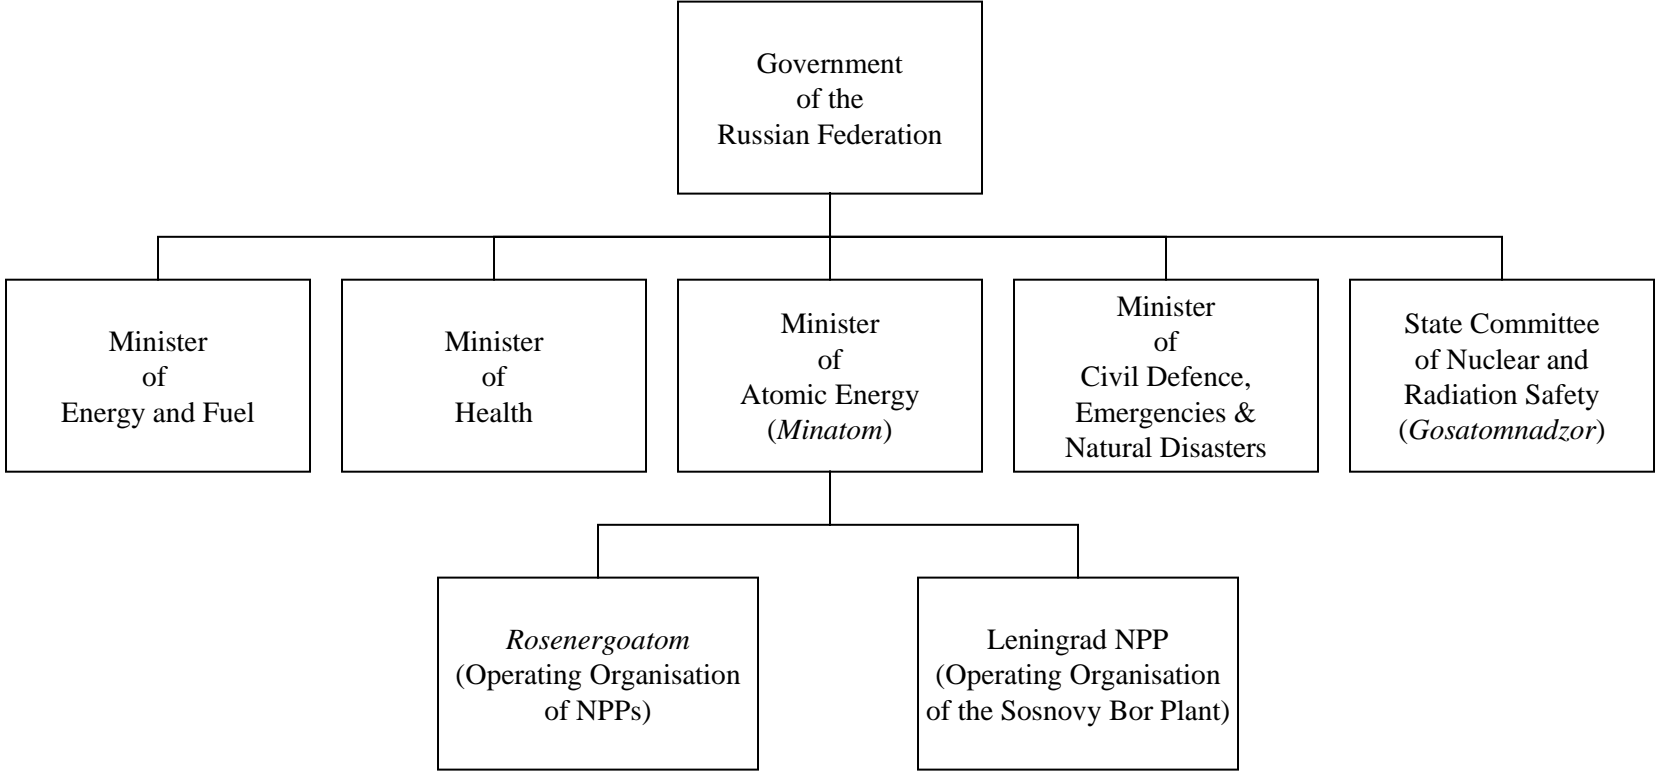 Government
of the
Russian Federation
Minister
of
Energy and Fuel
Minister
of
Health
Minister
of
Atomic Energy
(Minatom)
Minister
of
Civil Defence,
Emergencies &
Natural Disasters
State Committee
of Nuclear and
Radiation Safety
(Gosatomnadzor)
Rosenergoatom
(Operating Organisation
of NPPs)
Leningrad NPP
(Operating Organisation
of the Sosnovy Bor Plant)